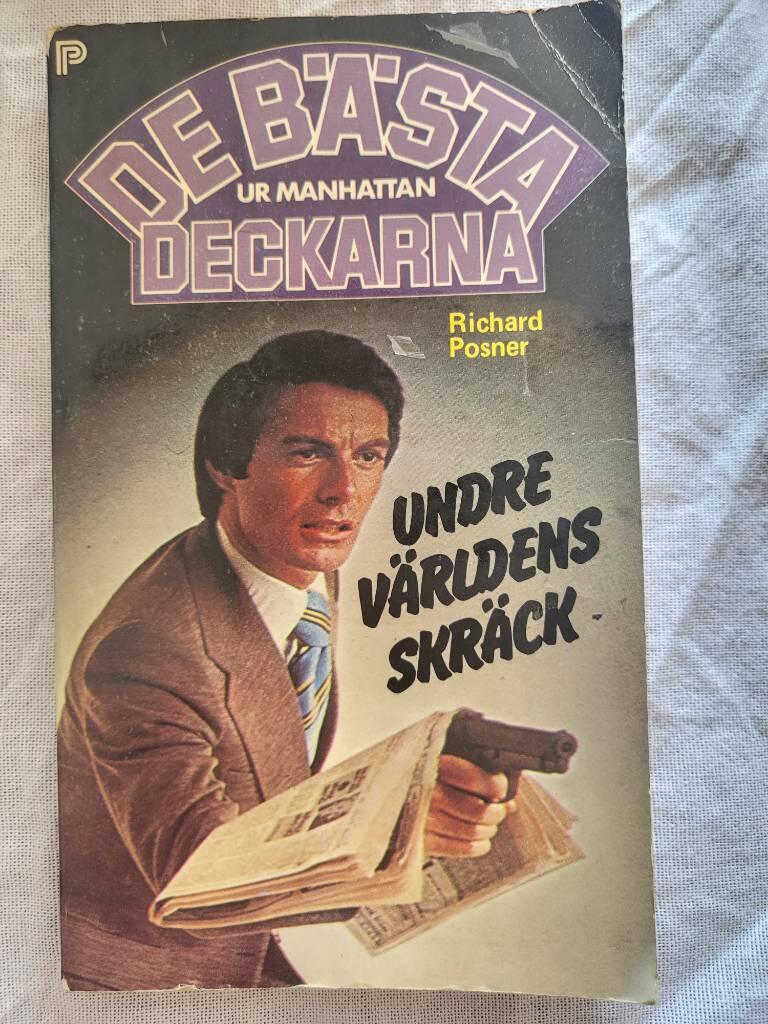 P
DE BÄSTA
UR MANHATTAN
DECKARNA
Richard
Posner
UNDRE
VÄRLDENS
SKRÄCK